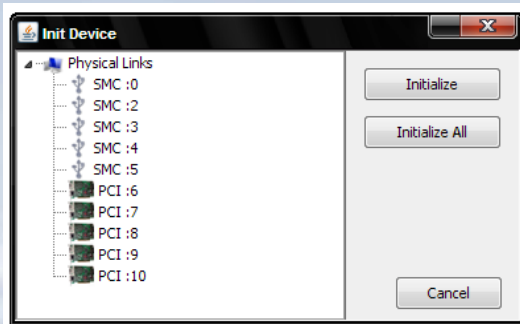 Init Device
Physical Links
SMC :0
SMC :2
SMC :3
SMC :4
SMC :5
PCI :6
PCI :7
PCI :8
PCI :9
PCI :10
Initialize
Initialize All
Cancel